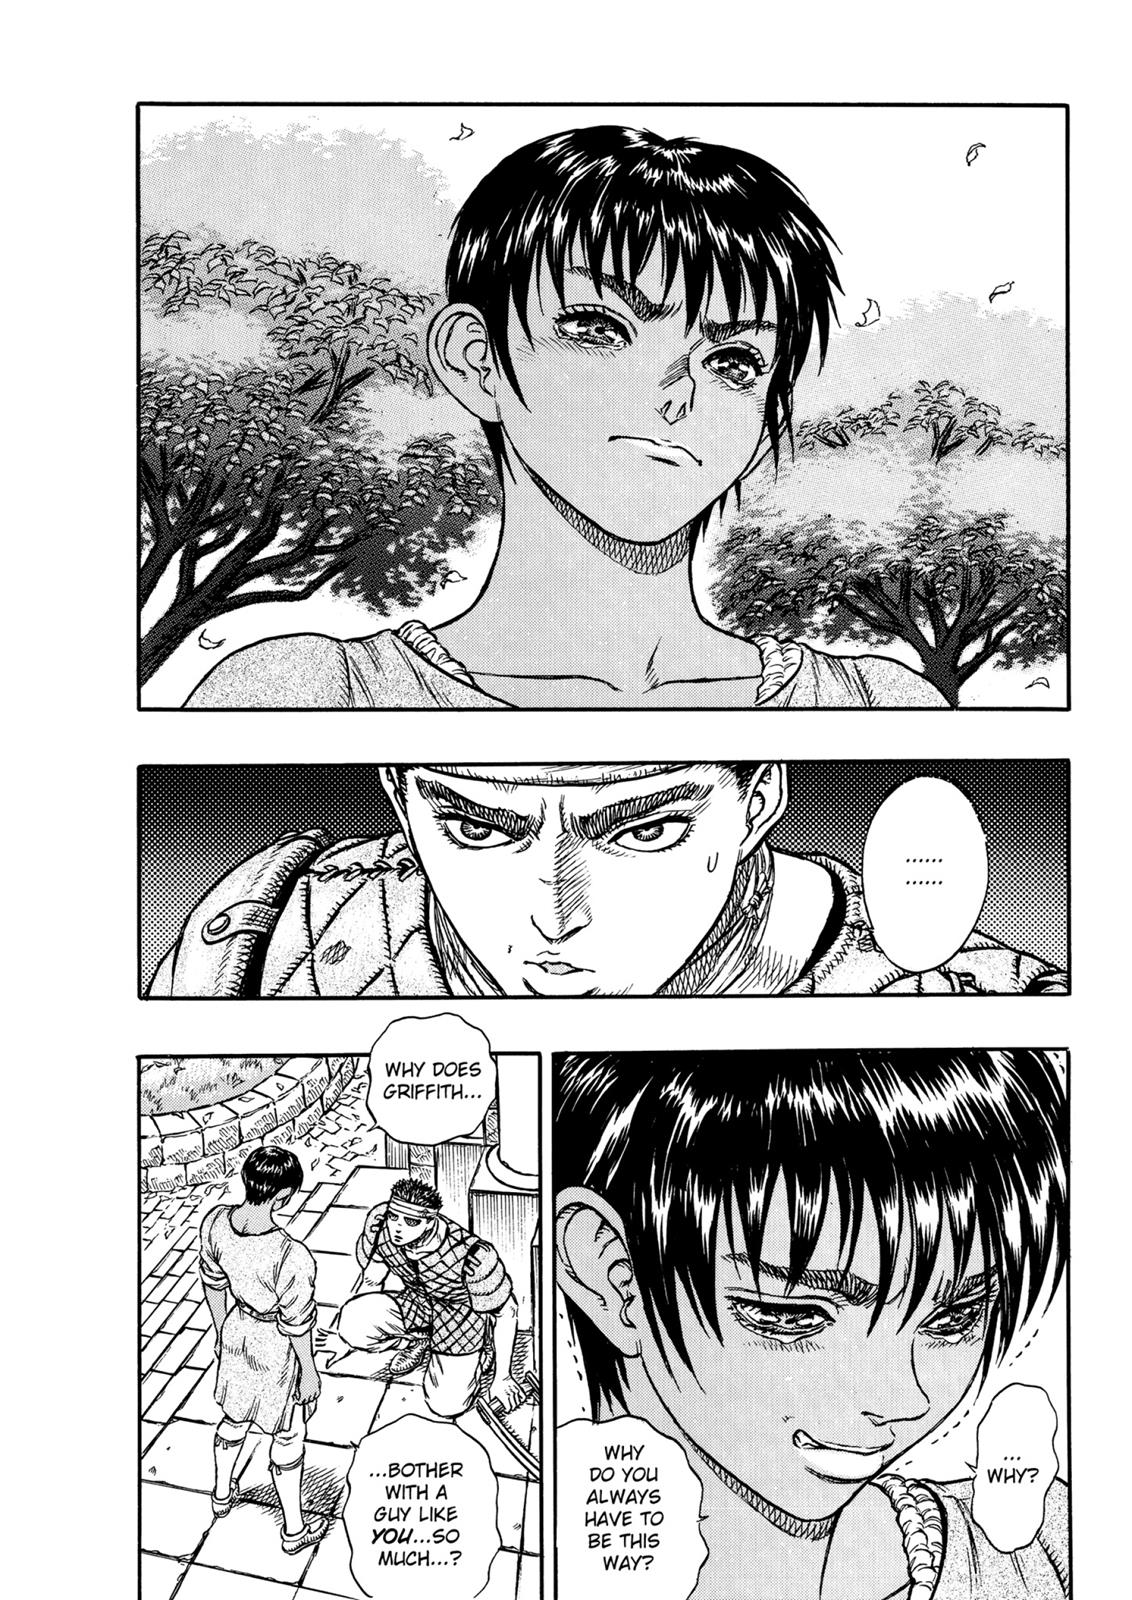 ......
......
...
WHY?
WHY
DO YOU
ALWAYS
HAVE TO
BE THIS
WAY?
WHY DOES
GRIFFITH...
...BOTHER
WITH A
GUY LIKE
YOU...SO
MUCH...?